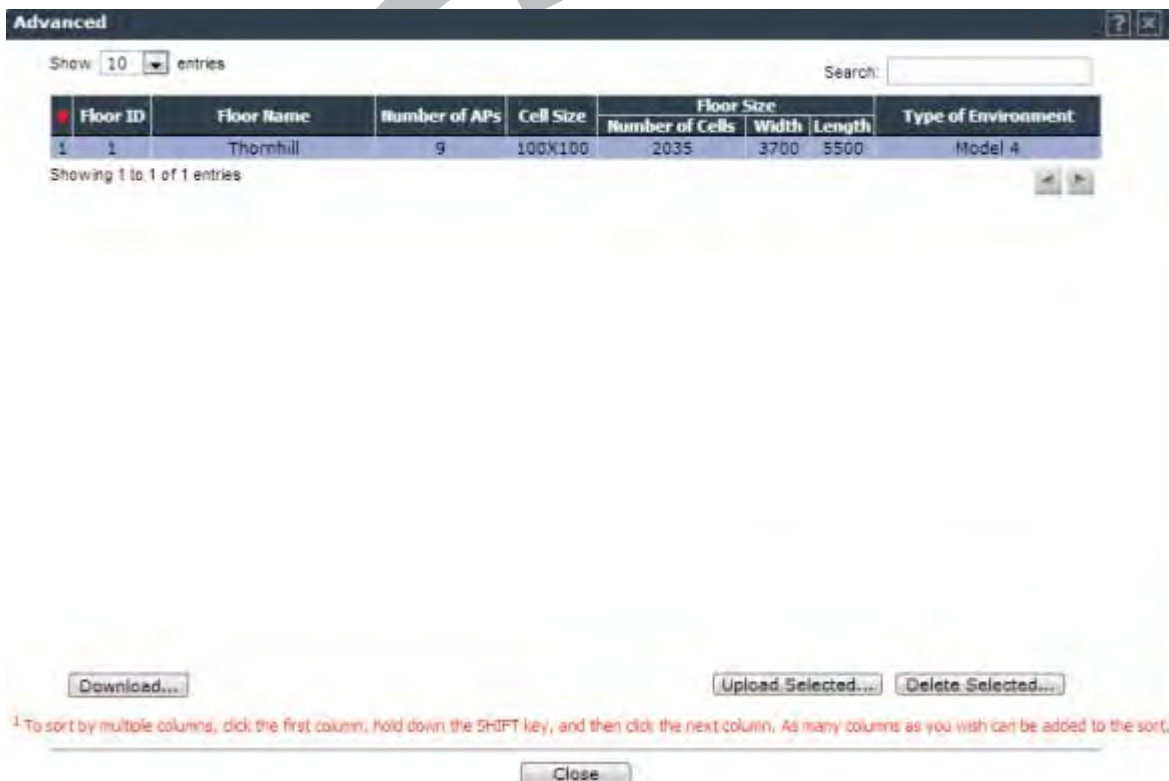 Advanced
Show 10 entries
Search:
Floor ID Floor Name Number of APs Cell Size Floor Size Type of Environment
Number of Cells Width Length
1 1 Thornhill 9 100X100 2035 3700 5500 Model 4
Showing 1 to 1 of 1 entries
Download... Upload Selected... Delete Selected...
1 To sort by multiple columns, click the first column, hold down the SHIFT key, and then click the next column. As many columns as you wish can be added to the sort.
Close